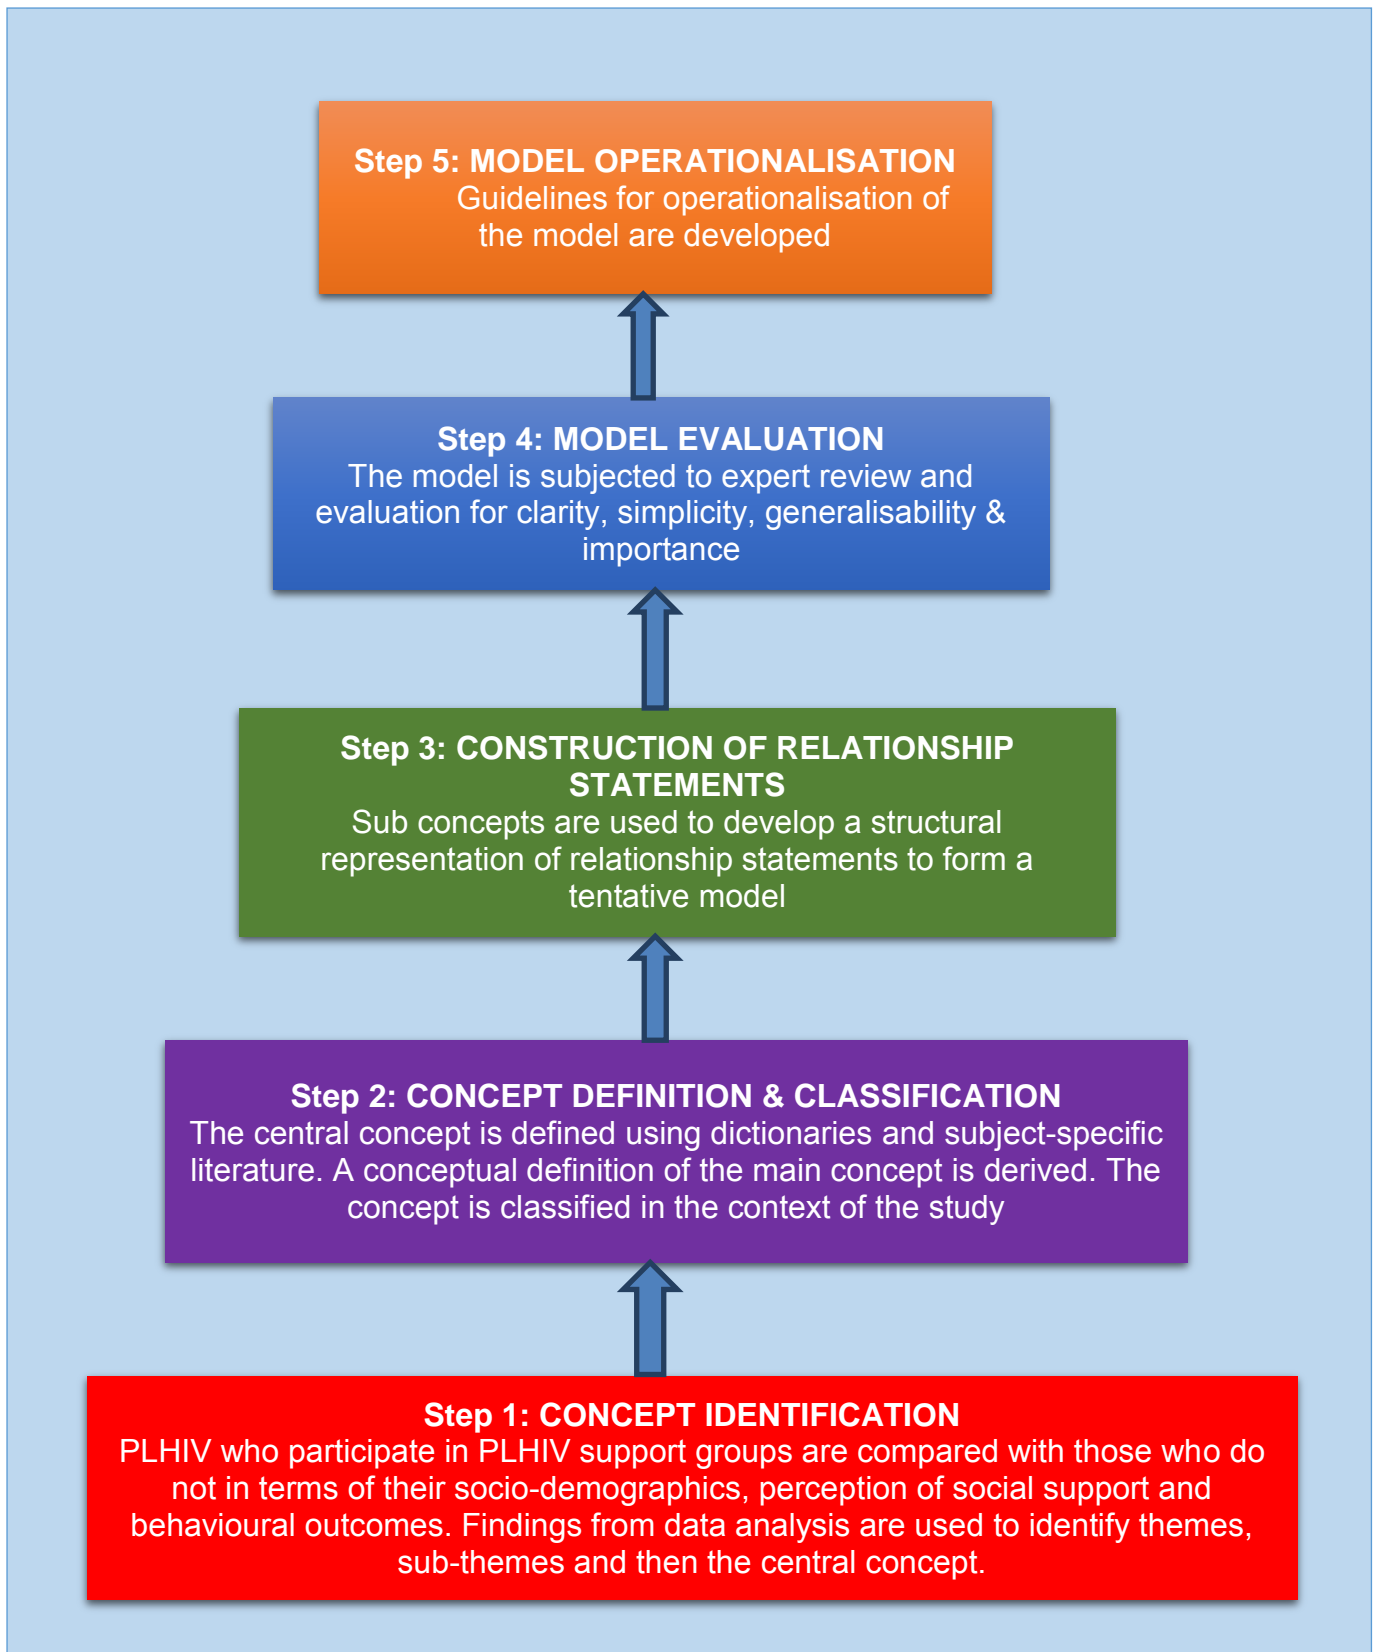 Step 5: MODEL OPERATIONALISATION
Guidelines for operationalisation of
the model are developed
Step 4: MODEL EVALUATION
The model is subjected to expert review and
evaluation for clarity, simplicity, generalisability &
importance
Step 3: CONSTRUCTION OF RELATIONSHIP
STATEMENTS
Sub concepts are used to develop a structural
representation of relationship statements to form a
tentative model
Step 2: CONCEPT DEFINITION & CLASSIFICATION
The central concept is defined using dictionaries and subject-specific
literature. A conceptual definition of the main concept is derived. The
concept is classified in the context of the study
Step 1: CONCEPT IDENTIFICATION
PLHIV who participate in PLHIV support groups are compared with those who do
not in terms of their socio-demographics, perception of social support and
behavioural outcomes. Findings from data analysis are used to identify themes,
sub-themes and then the central concept.